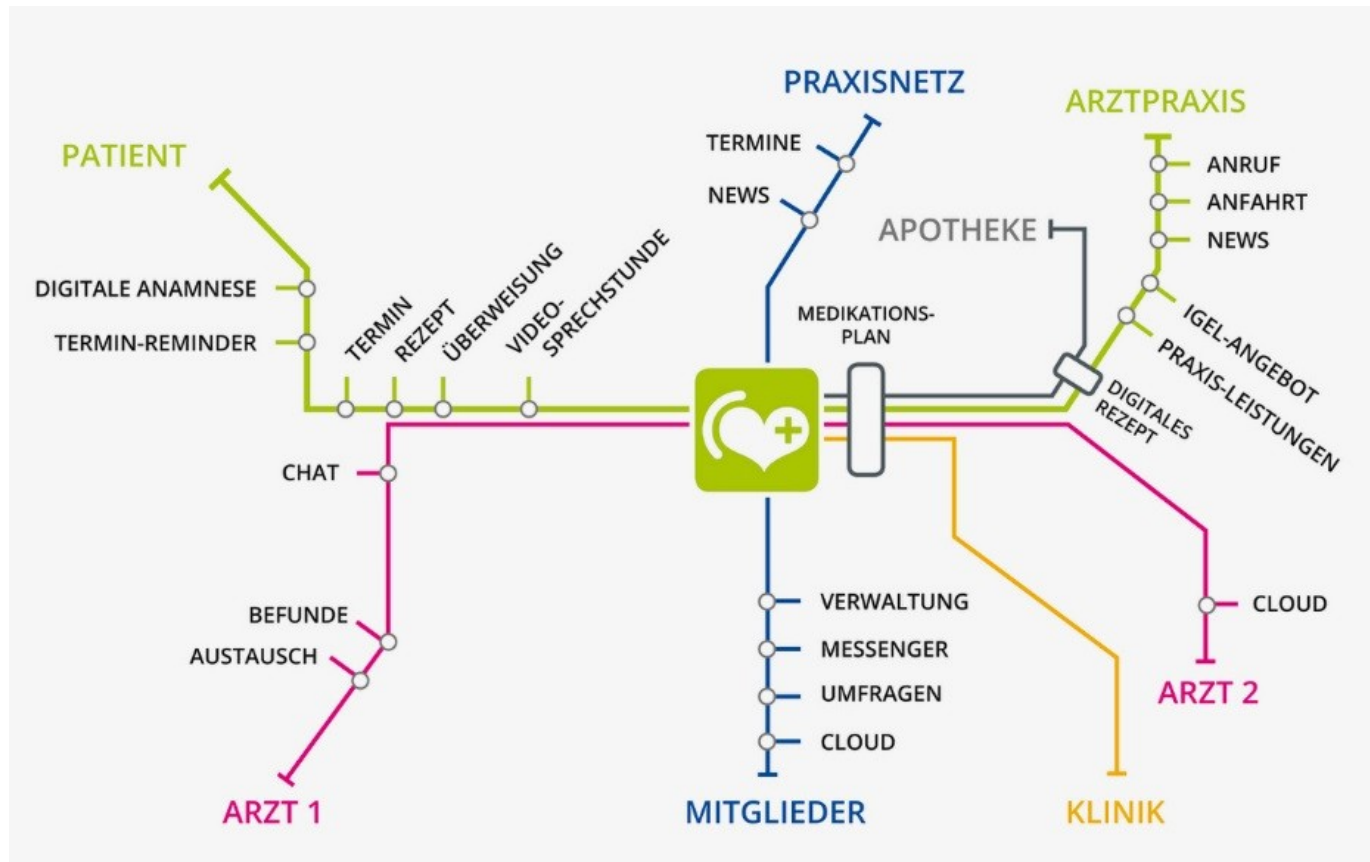 PRAXISNETZ
ARZTPRAXIS
PATIENT
TERMINE
NEWS
ANRUF
ANFAHRT
NEWS
APOTHEKE
DIGITALE ANAMNESE
TERMIN-REMINDER
TERMIN
REZEPT
ÜBERWEISUNG
VIDEO-
SPRECHSTUNDE
MEDIKATIONS-
PLAN
IGEL-ANGEBOT
PRAXIS-LEISTUNGEN
DIGITALES
REZEPT
CHAT
BEFUNDE
AUSTAUSCH
ARZT 1
VERWALTUNG
MESSENGER
UMFRAGEN
CLOUD
MITGLIEDER
CLOUD
ARZT 2
KLINIK